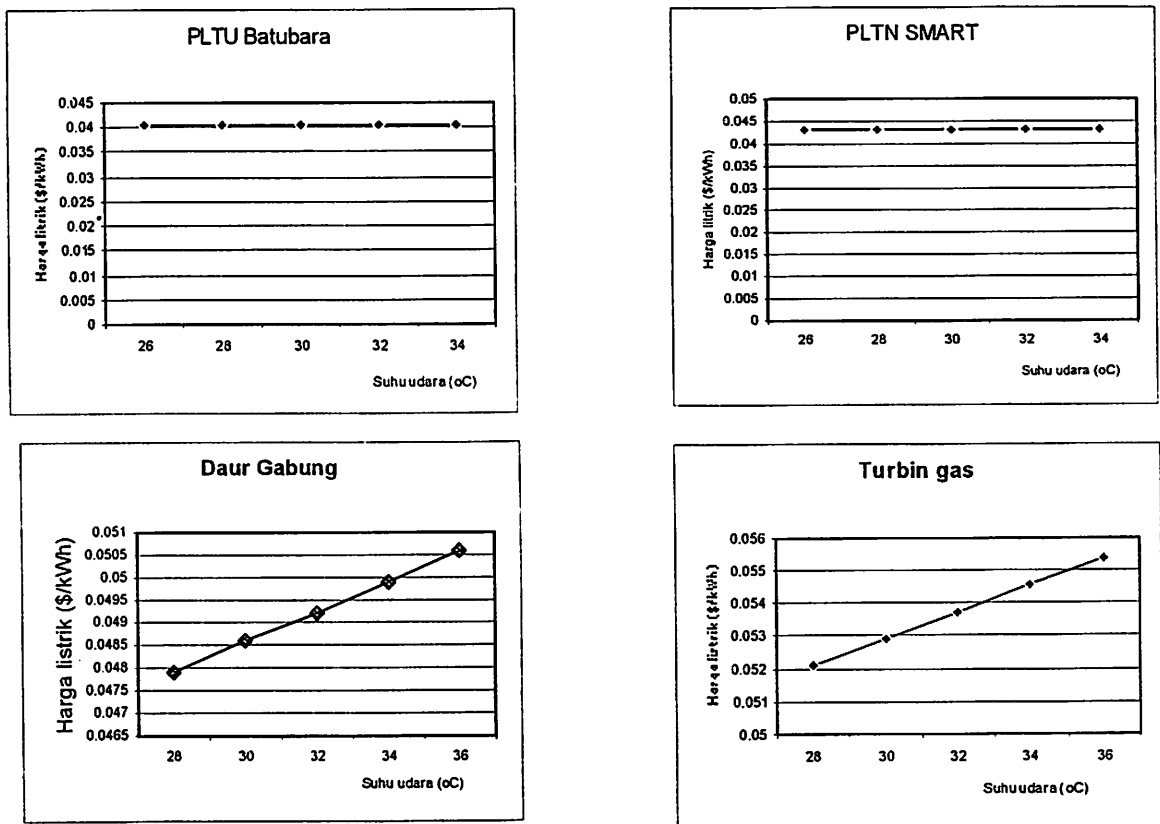 PLTU Batubara
Harga listrik ($/kWh)
0.045
0.04
0.035
0.03
0.025
0.02
0.015
0.01
0.005
0
26 28 30 32 34
Suhu udara (oC)
PLTN SMART
Harga litrik ($/kWh)
0.05
0.045
0.04
0.035
0.03
0.025
0.02
0.015
0.01
0.005
0
26 28 30 32 34
Suhu udara (oC)
Daur Gabung
Harga listrik ($/kWh)
0.051
0.0505
0.05
0.0495
0.049
0.0485
0.048
0.0475
0.047
0.0465
28 30 32 34 36
Suhu udara (oC)
Turbin gas
Harga listrik ($/kWh)
0.056
0.055
0.054
0.053
0.052
0.051
0.05
28 30 32 34 36
Suhu udara (oC)